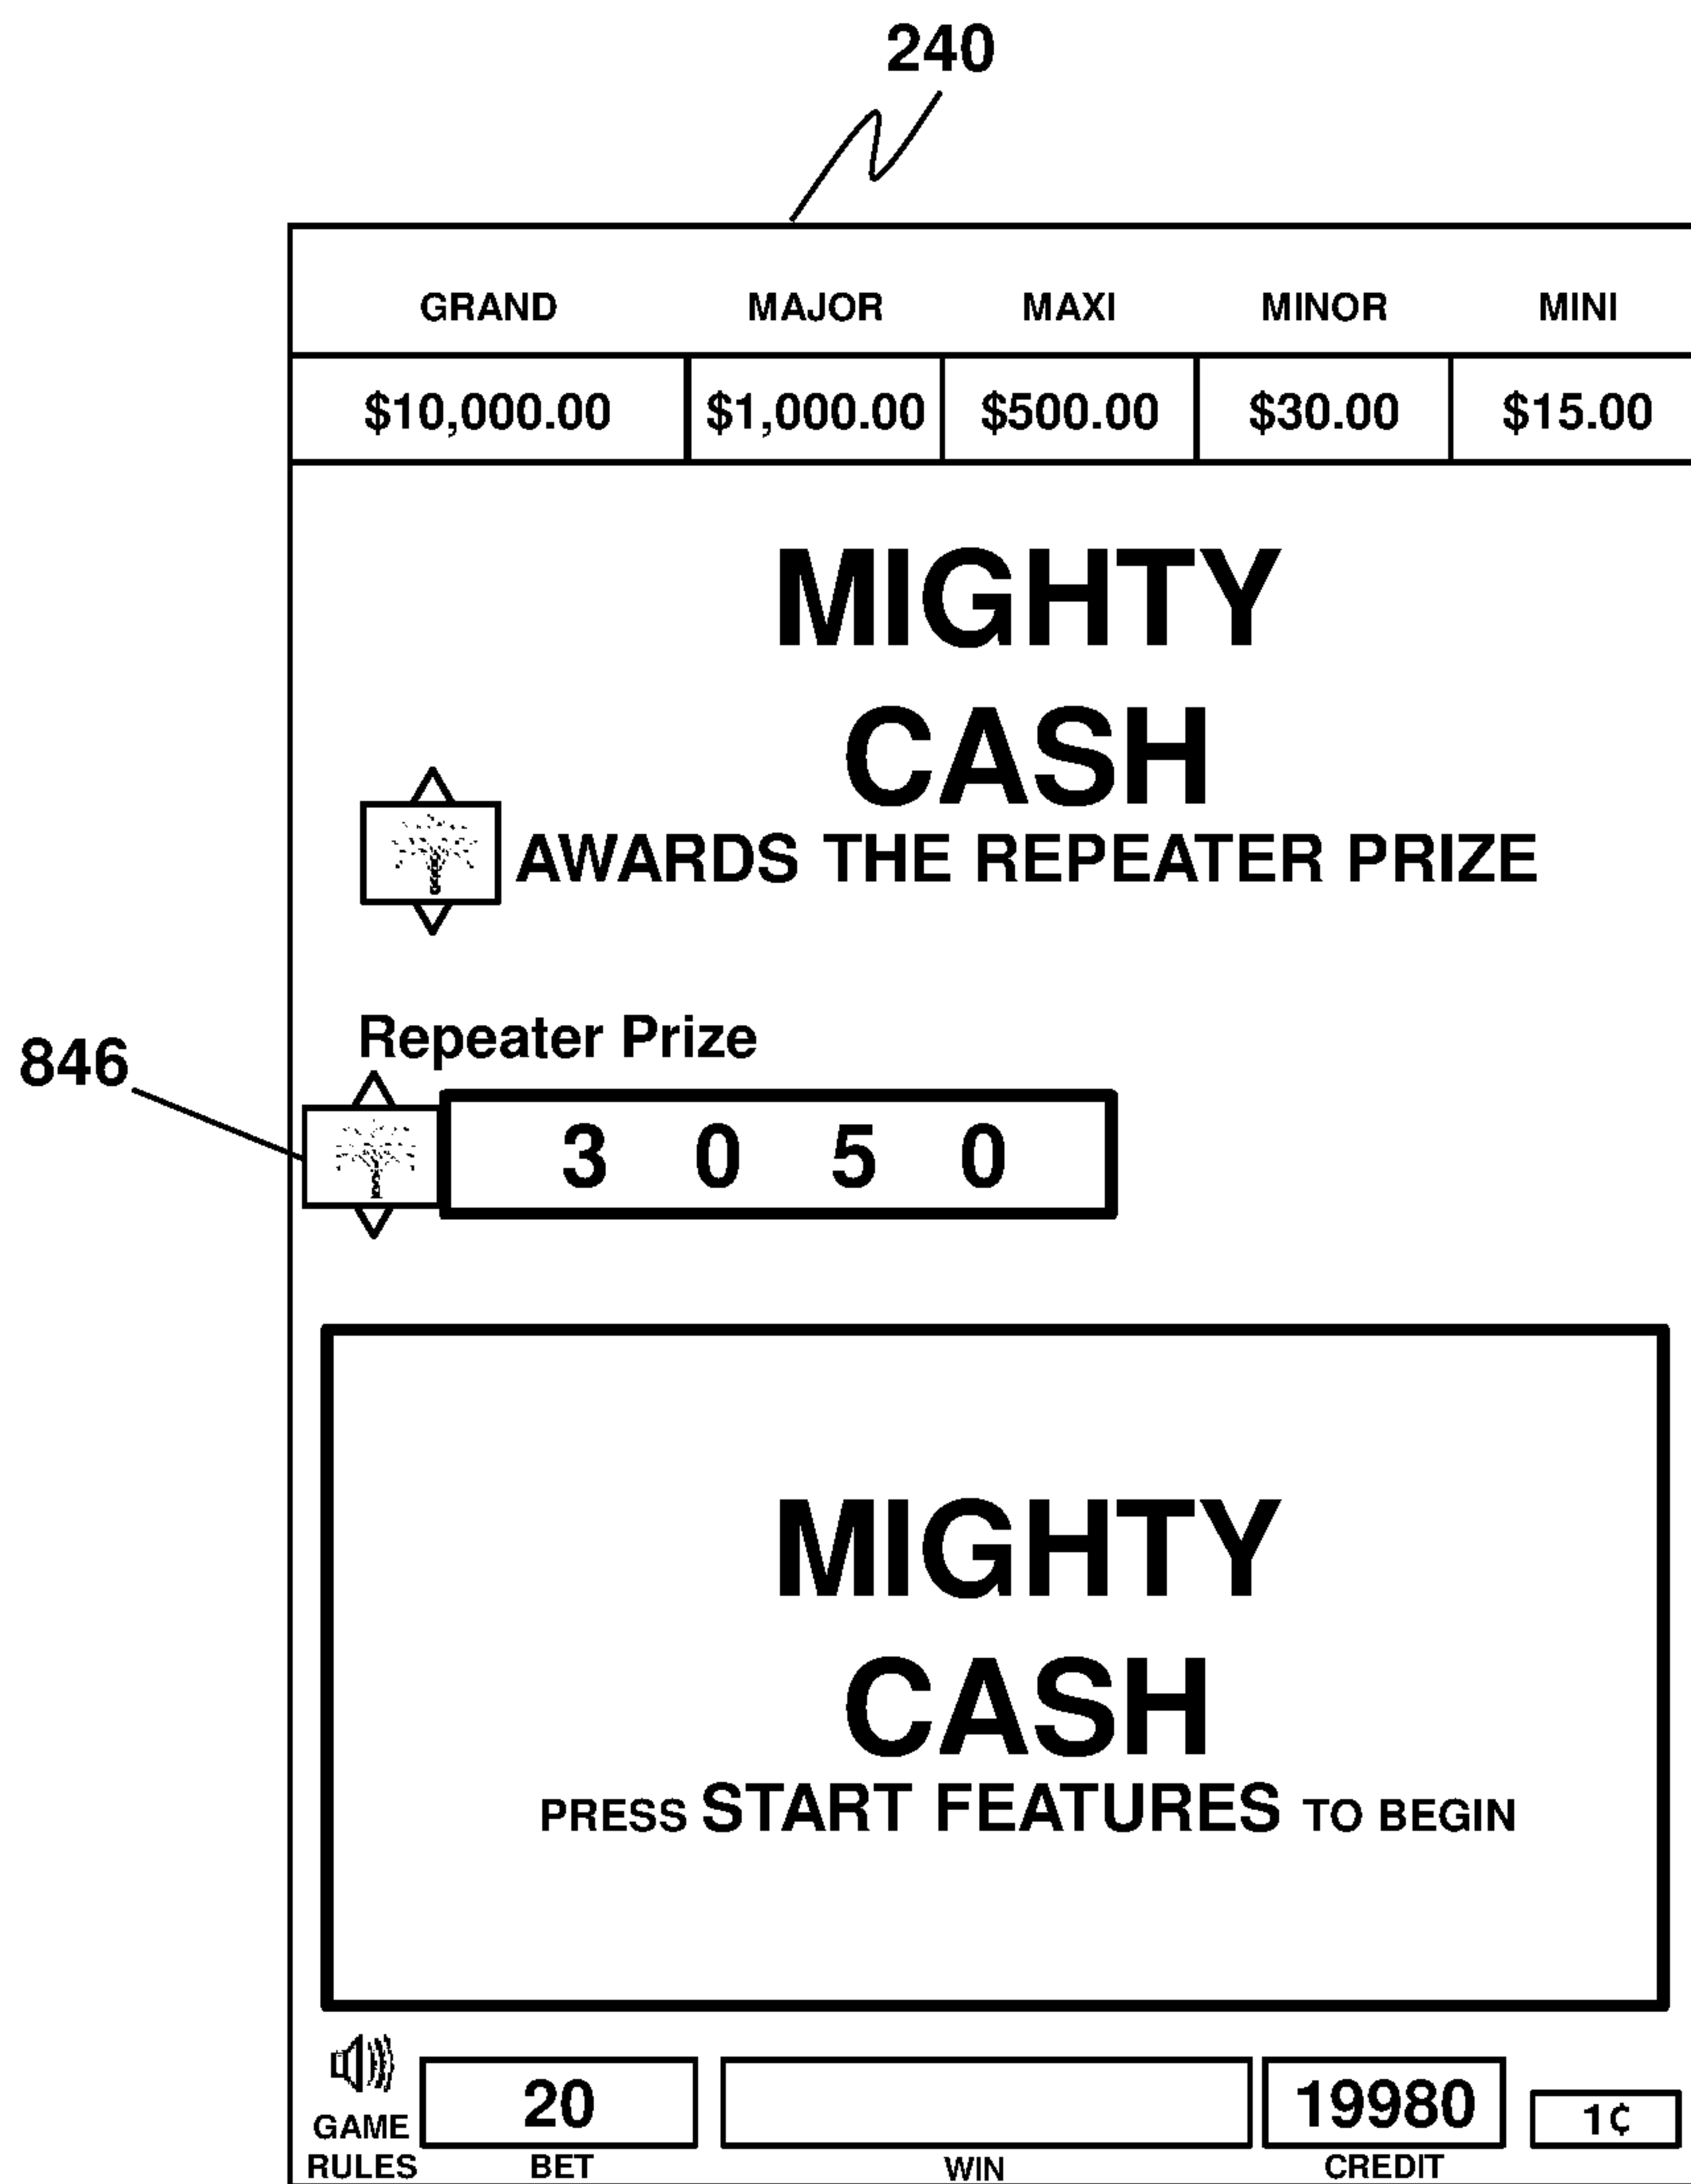 240
GRAND MAJOR MAXI MINOR MINI
$10,000.00 $1,000.00 $500.00 $30.00 $15.00
MIGHTY
CASH
AWARDS THE REPEATER PRIZE
Repeater Prize
846
3 0 5 0
MIGHTY
CASH
PRESS START FEATURES TO BEGIN
20 19980 1¢
GAME
RULES BET WIN CREDIT